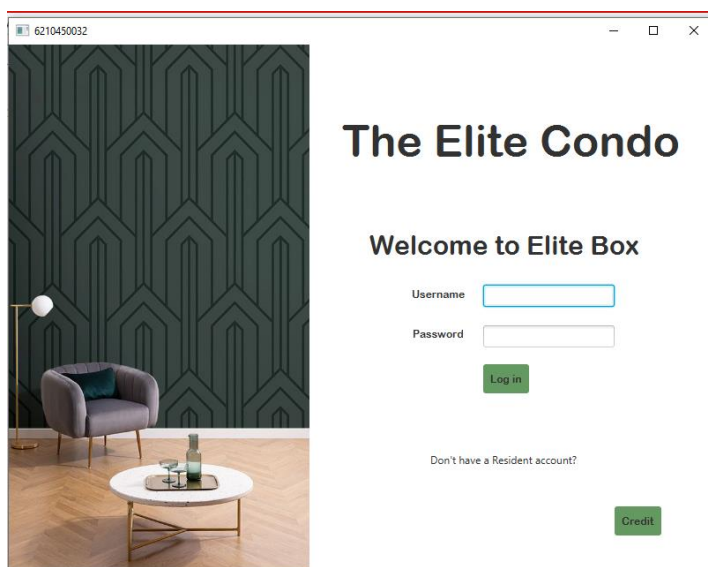 6210450032
The Elite Condo
Welcome to Elite Box
Username
Password
Log in
Don't have a Resident account?
Credit